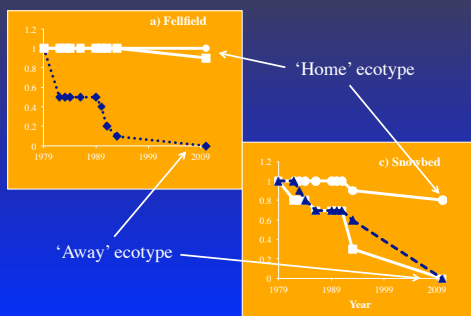 a) Fellfield
1.2
1
0.8
0.6
0.4
0.2
0
1979 1989 1999 2009
‘Home’ ecotype
c) Snowbed
1.2
1
0.8
0.6
0.4
0.2
0
1979 1989 1999 2009
Year
‘Away’ ecotype